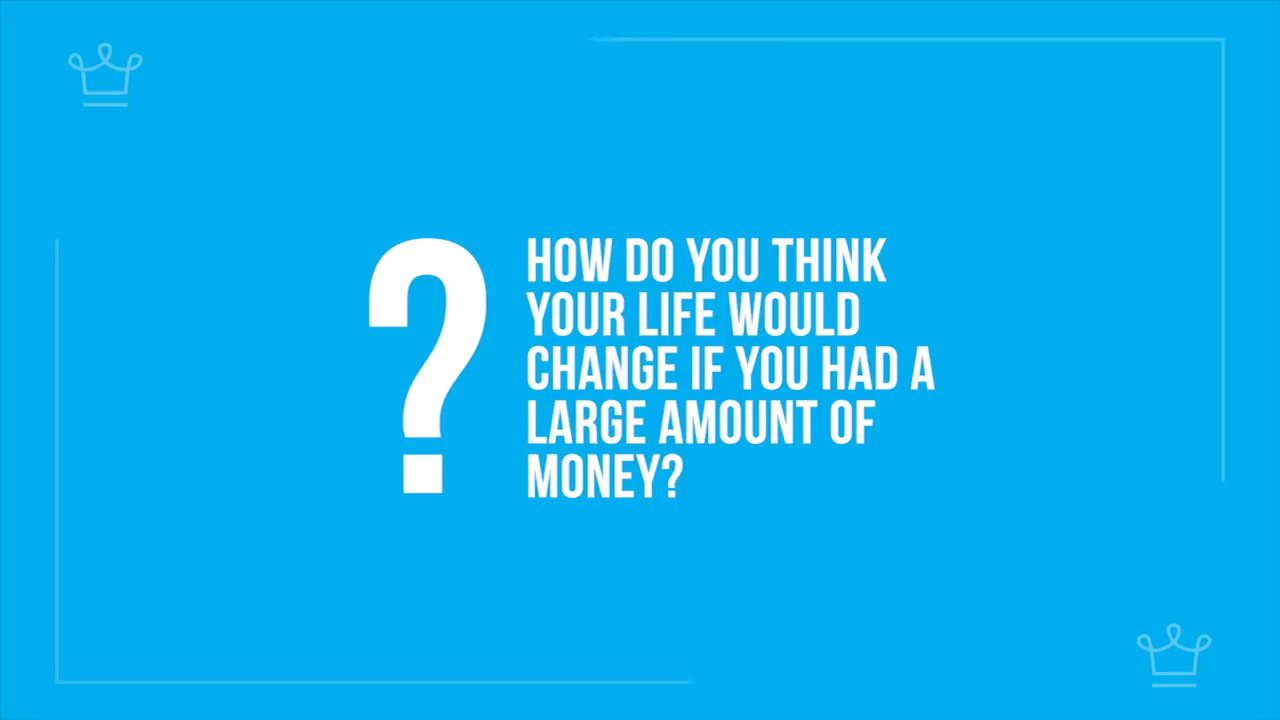 ?
HOW DO YOU THINK
YOUR LIFE WOULD
CHANGE IF YOU HAD A
LARGE AMOUNT OF
MONEY?